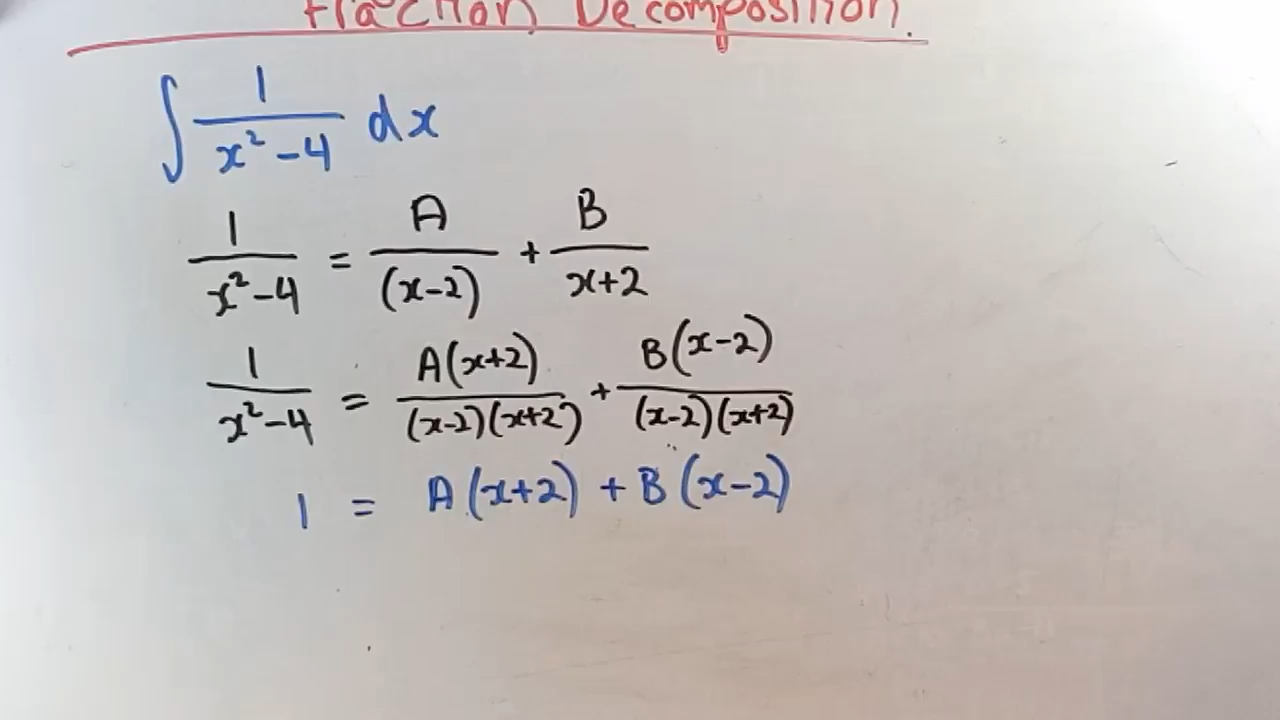 Fraction Decomposition.
∫ 1/(x² - 4) dx
1/(x² - 4) = A/((x-2)) + B/(x+2)
1/(x² - 4) = A(x+2)/((x-2)(x+2)) + B(x-2)/((x-2)(x+2))
1 = A(x+2) + B(x-2)